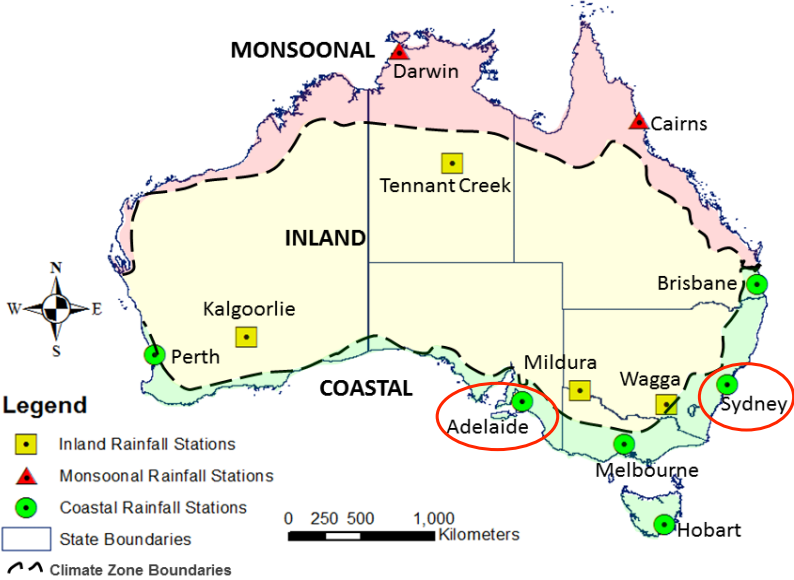 MONSOONAL
Darwin
Cairns
Tennant Creek
INLAND
N
W E
S
Brisbane
Kalgoorlie
Perth
Mildura
Wagga
COASTAL
Sydney
Adelaide
Melbourne
Hobart
Legend
Inland Rainfall Stations
Monsoonal Rainfall Stations
Coastal Rainfall Stations
State Boundaries
Climate Zone Boundaries
0 250 500 1,000
Kilometers